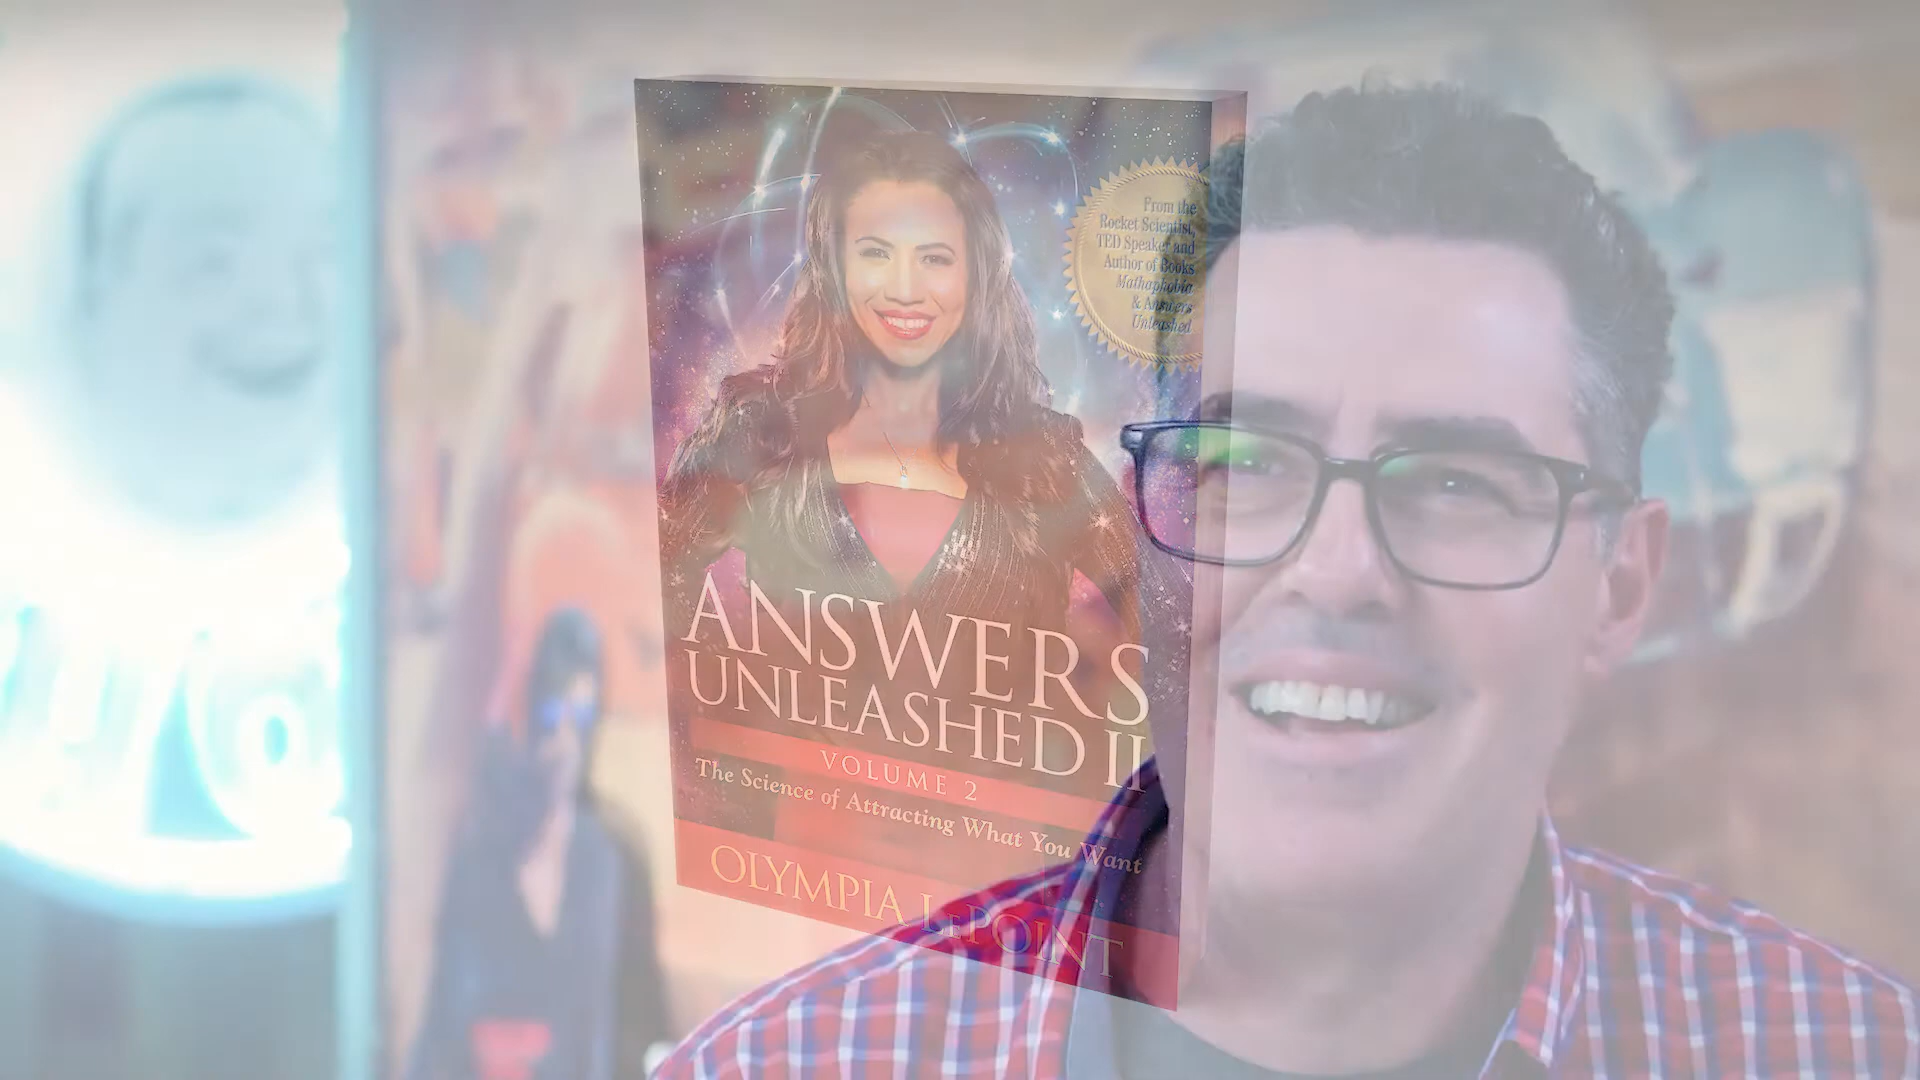 From the
Rocket Scientist,
TED Speaker and
Author of Books
Mathaphobia
& Answers
Unleashed
ANSWERS
UNLEASHED II
VOLUME 2
The Science of Attracting What You Want
OLYMPIA LEPOINT